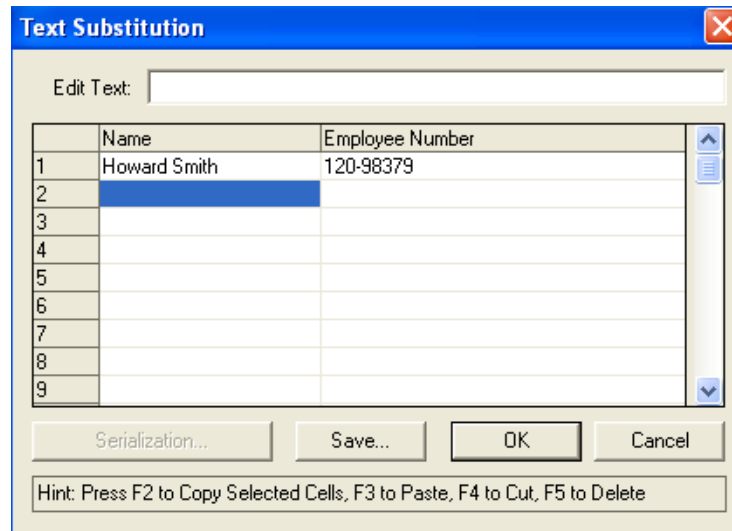 Text Substitution
Edit Text:
Name Employee Number
1 Howard Smith 120-98379
2
3
4
5
6
7
8
9
Serialization... Save... OK Cancel
Hint: Press F2 to Copy Selected Cells, F3 to Paste, F4 to Cut, F5 to Delete